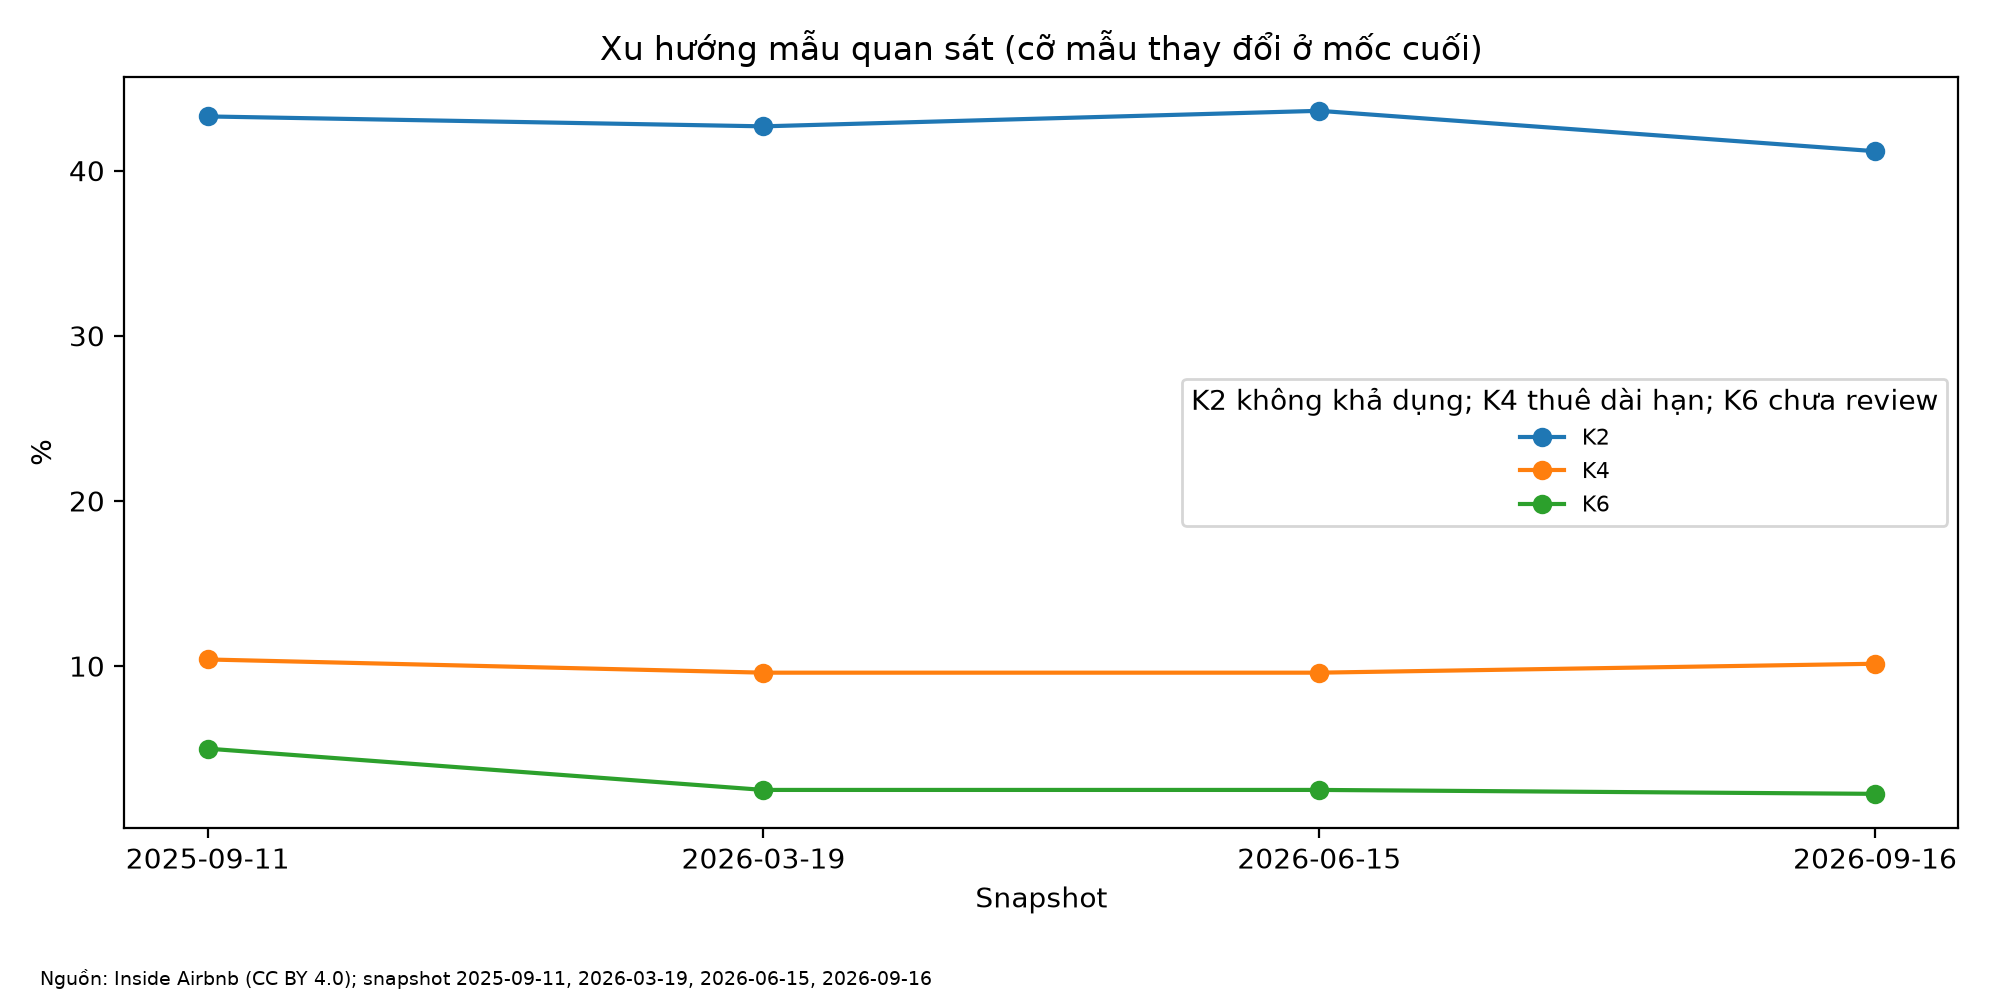 Xu hướng mẫu quan sát (cỡ mẫu thay đổi ở mốc cuối)
40
30
20
10
%
K2 không khả dụng; K4 thuê dài hạn; K6 chưa review
K2
K4
K6
2025-09-11
2026-03-19
2026-06-15
2026-09-16
Snapshot
Nguồn: Inside Airbnb (CC BY 4.0); snapshot 2025-09-11, 2026-03-19, 2026-06-15, 2026-09-16